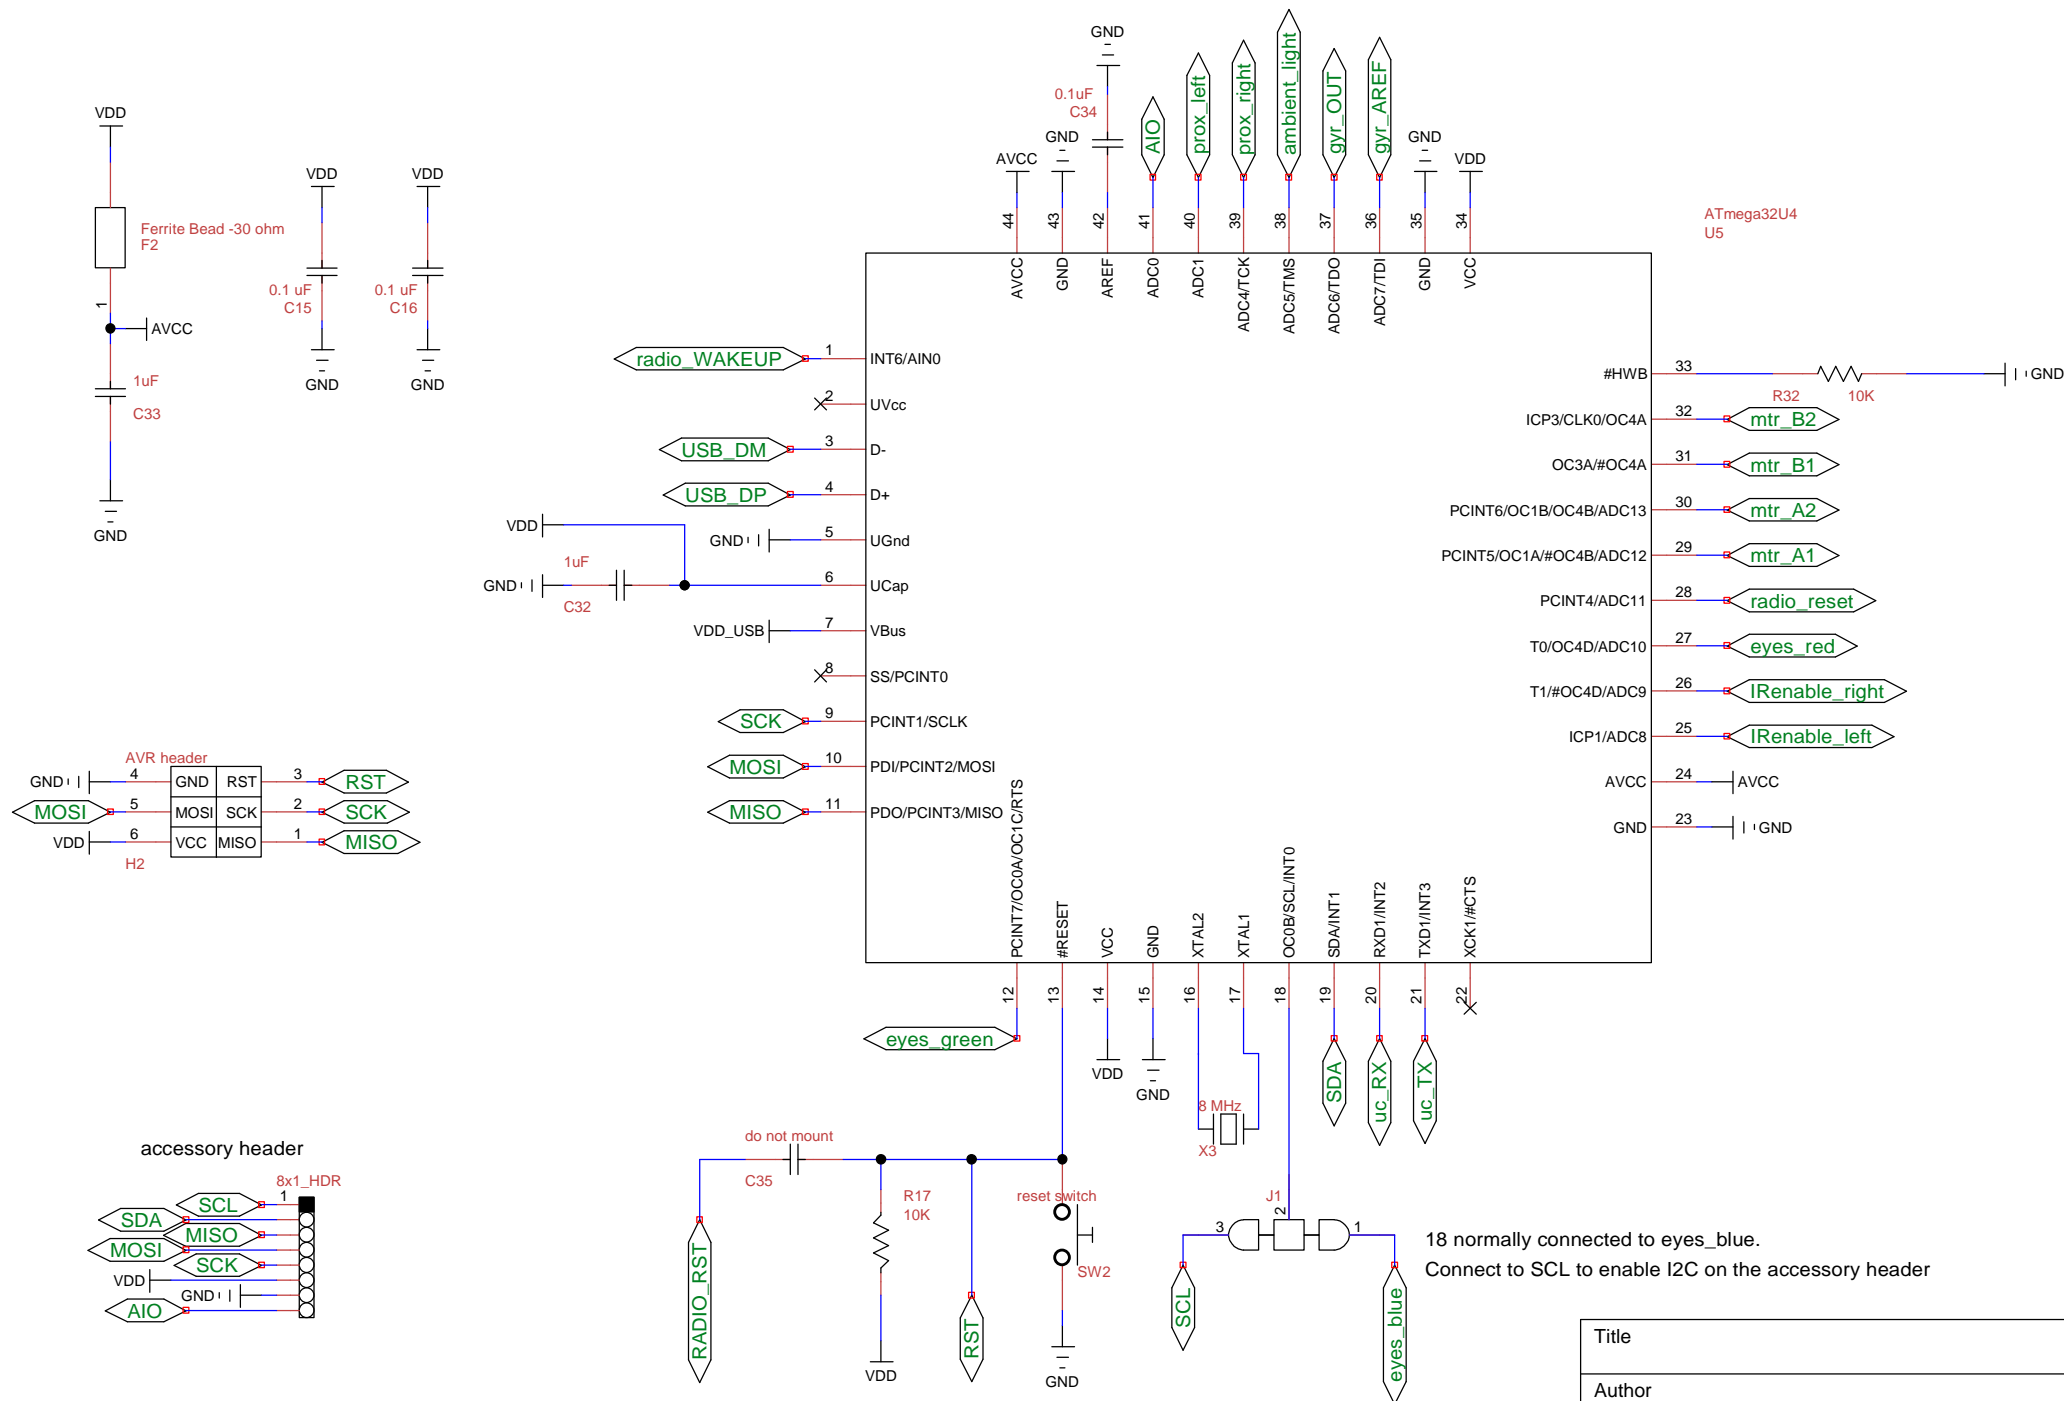 GND
0.1uF
C34
GND
AVCC
AIO
prox_left
prox_right
ambient_light
gyr_OUT
gyr_AREF
GND
VDD
44
43
42
41
40
39
38
37
36
35
34
AVCC
GND
AREF
ADC0
ADC1
ADC4/TCK
ADC5/TMS
ADC6/TDO
ADC7/TDI
GND
VCC
ATmega32U4
U5
VDD
Ferrite Bead -30 ohm
F2
1
AVCC
1uF
C33
GND
VDD
0.1 uF
C15
GND
VDD
0.1 uF
C16
GND
radio_WAKEUP 1 INT6/AIN0
2 UVcc
USB_DM 3 D-
USB_DP 4 D+
VDD
GND 5 UGnd
1uF
GND 6 UCap
C32
VDD_USB 7 VBus
8 SS/PCINT0
SCK 9 PCINT1/SCLK
MOSI 10 PDI/PCINT2/MOSI
MISO 11 PDO/PCINT3/MISO
#HWB 33 GND
R32 10K
ICP3/CLK0/OC4A 32 mtr_B2
OC3A/#OC4A 31 mtr_B1
PCINT6/OC1B/OC4B/ADC13 30 mtr_A2
PCINT5/OC1A/#OC4B/ADC12 29 mtr_A1
PCINT4/ADC11 28 radio_reset
T0/OC4D/ADC10 27 eyes_red
T1/#OC4D/ADC9 26 IRenable_right
ICP1/ADC8 25 IRenable_left
AVCC 24 AVCC
GND 23 GND
AVR header
GND 4 GND RST 3 RST
MOSI 5 MOSI SCK 2 SCK
VDD 6 VCC MISO 1 MISO
H2
PCINT7/OC0A/OC1C/RTS
#RESET
VCC
GND
XTAL2
XTAL1
OC0B/SCL/INT0
SDA/INT1
RXD1/INT2
TXD1/INT3
XCK1/#CTS
12
13
14
15
16
17
18
19
20
21
22
eyes_green
VDD
GND
8 MHz
X3
SDA
uc_RX
uc_TX
do not mount
C35
R17
10K
reset switch
SW2
RADIO_RST
VDD
RST
GND
J1
3
2
1
SCL
eyes_blue
18 normally connected to eyes_blue.
Connect to SCL to enable I2C on the accessory header
accessory header
8x1_HDR
SCL 1
SDA
MISO
MOSI
SCK
VDD
GND
AIO
Title
Author